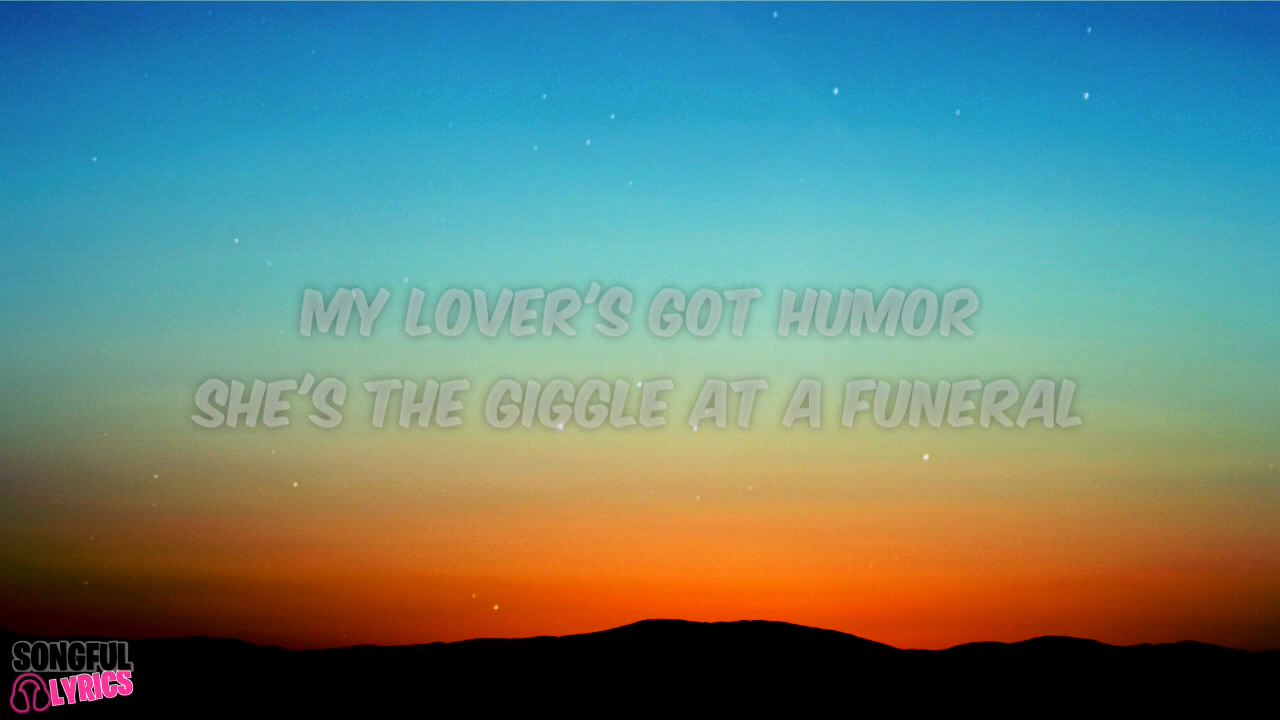 MY LOVER'S GOT HUMOR
SHE'S THE GIGGLE AT A FUNERAL
SONGFUL
LYRICS